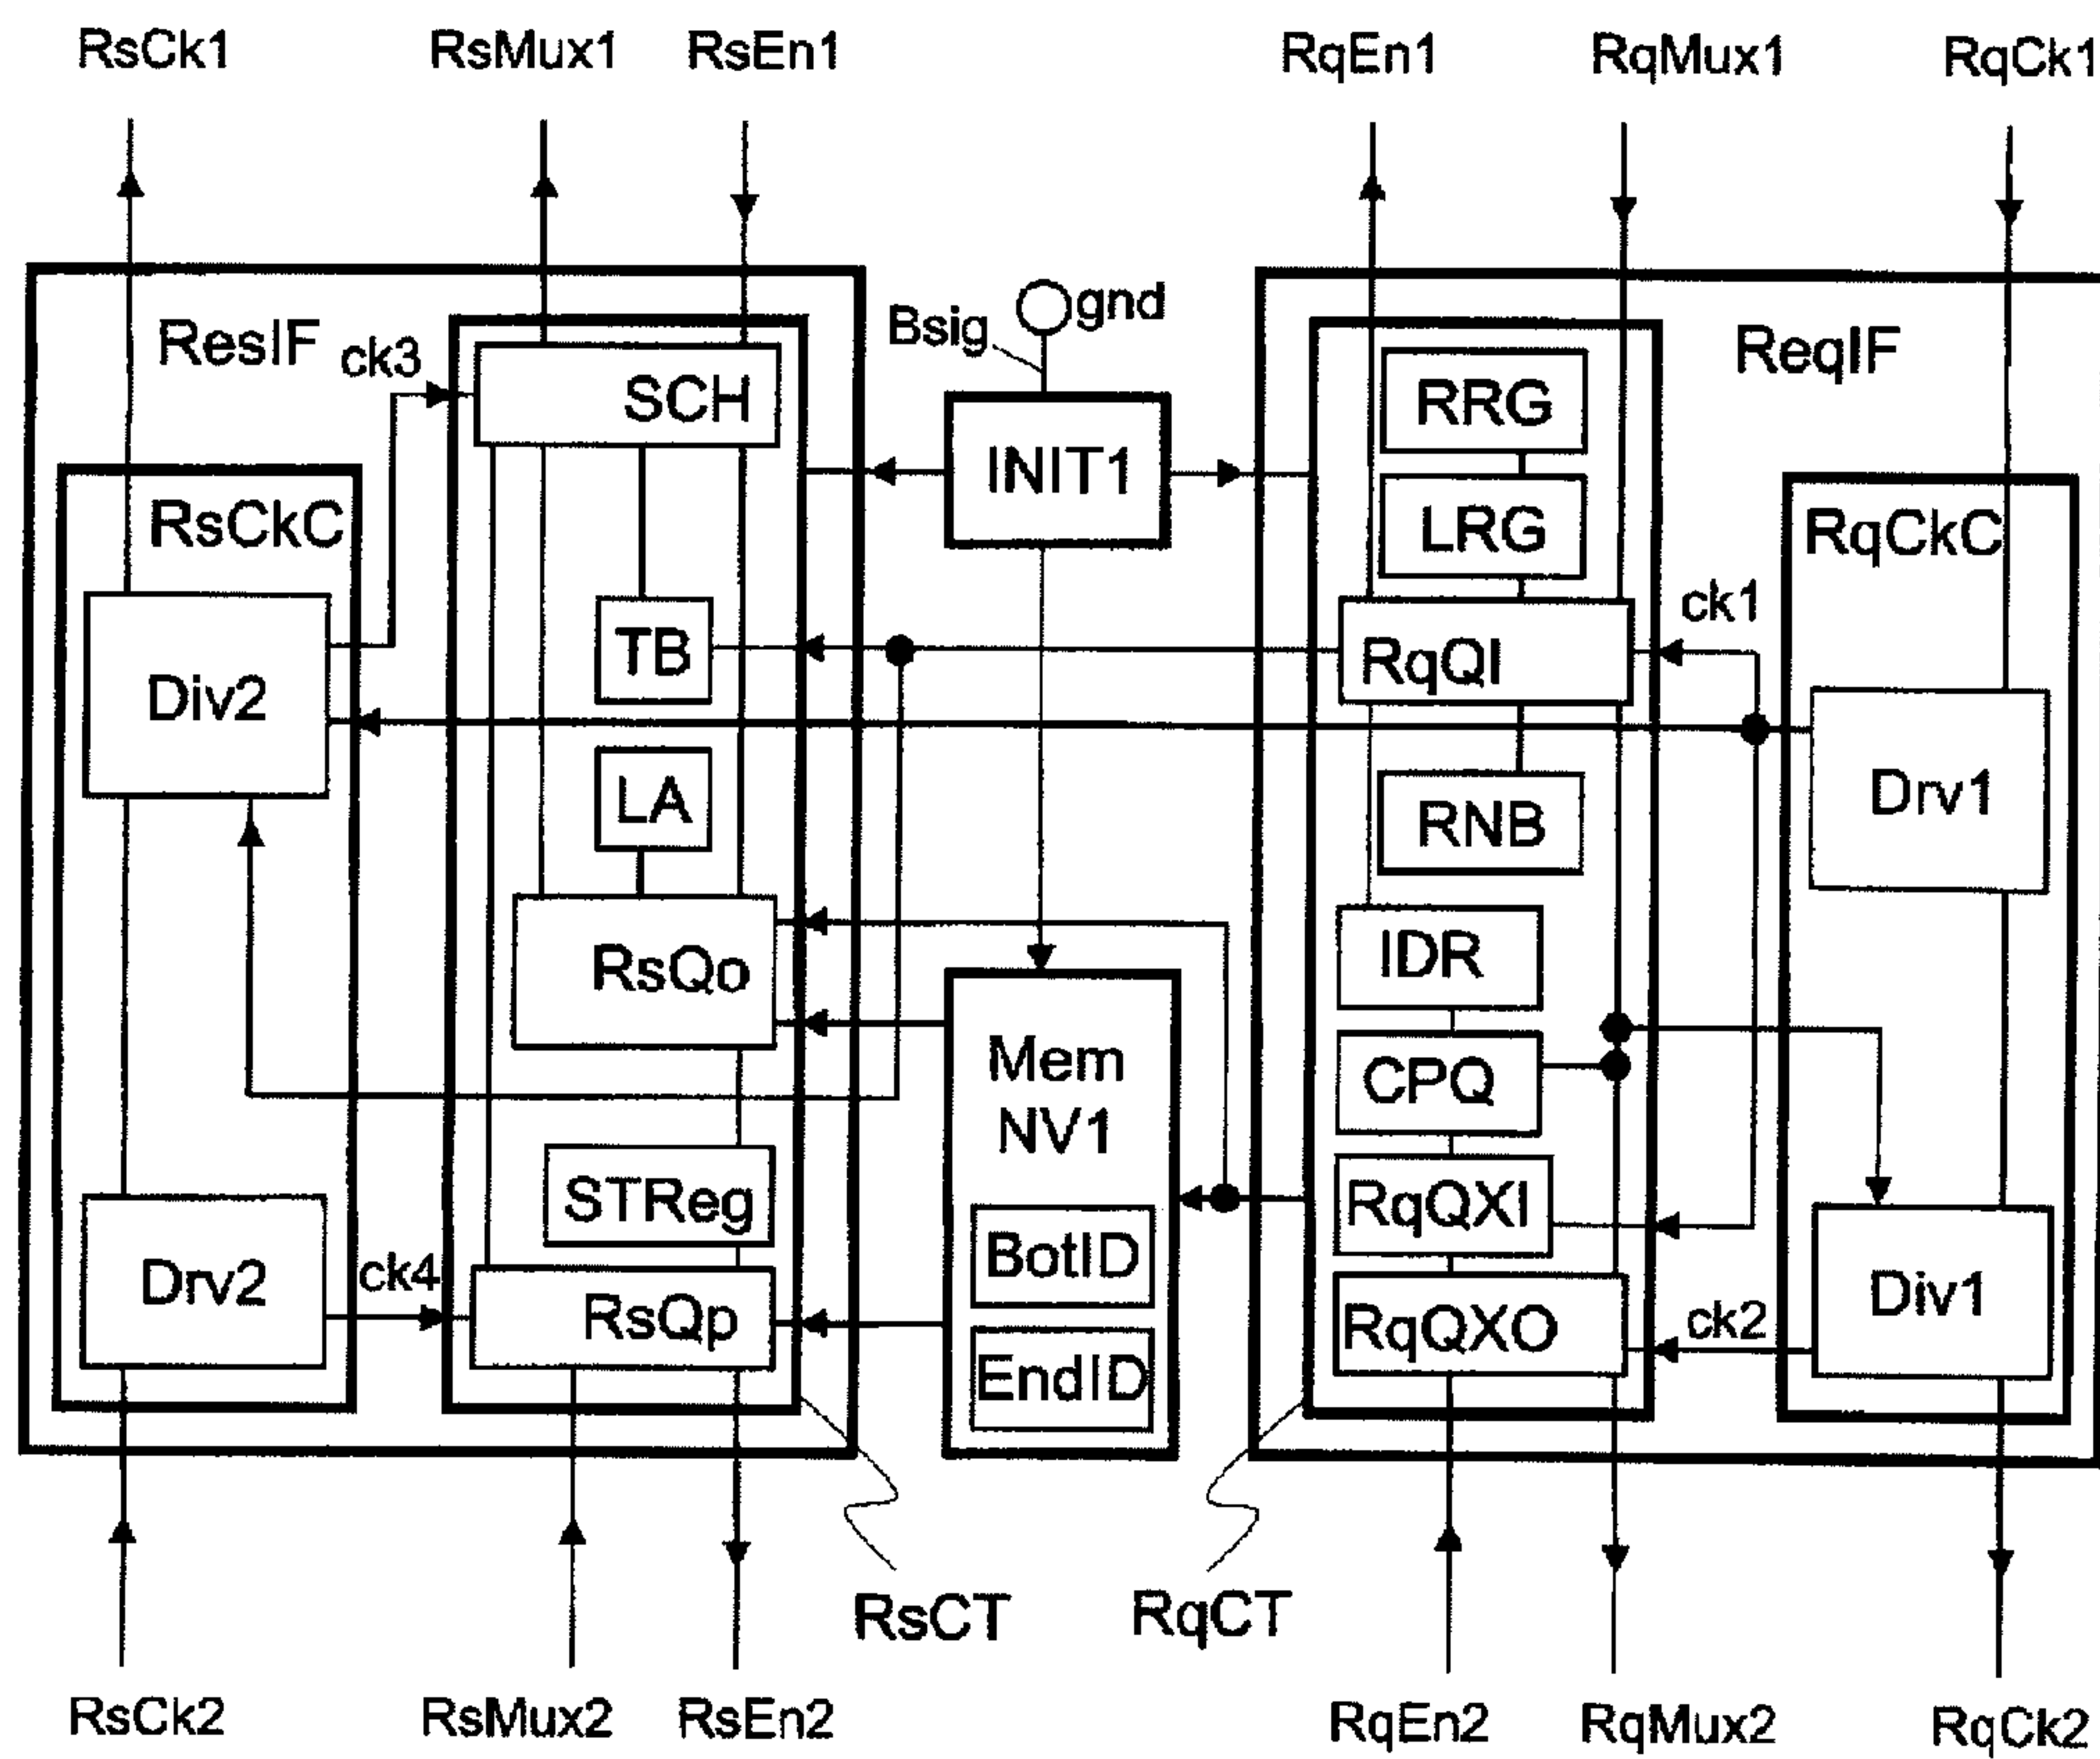 RsCk1
RsMux1
RsEn1
RqEn1
RqMux1
RqCk1
ResIF
ck3
SCH
Bsig
gnd
INIT1
RRG
LRG
ReqIF
RsCkC
Div2
TB
LA
RsQo
STReg
Drv2
ck4
RsQp
Mem
NV1
BotID
EndID
RqQI
RNB
IDR
CPQ
RqQXI
RqQXO
ck1
RqCkC
Drv1
Div1
ck2
RsCT
RqCT
RsCk2
RsMux2
RsEn2
RqEn2
RqMux2
RqCk2